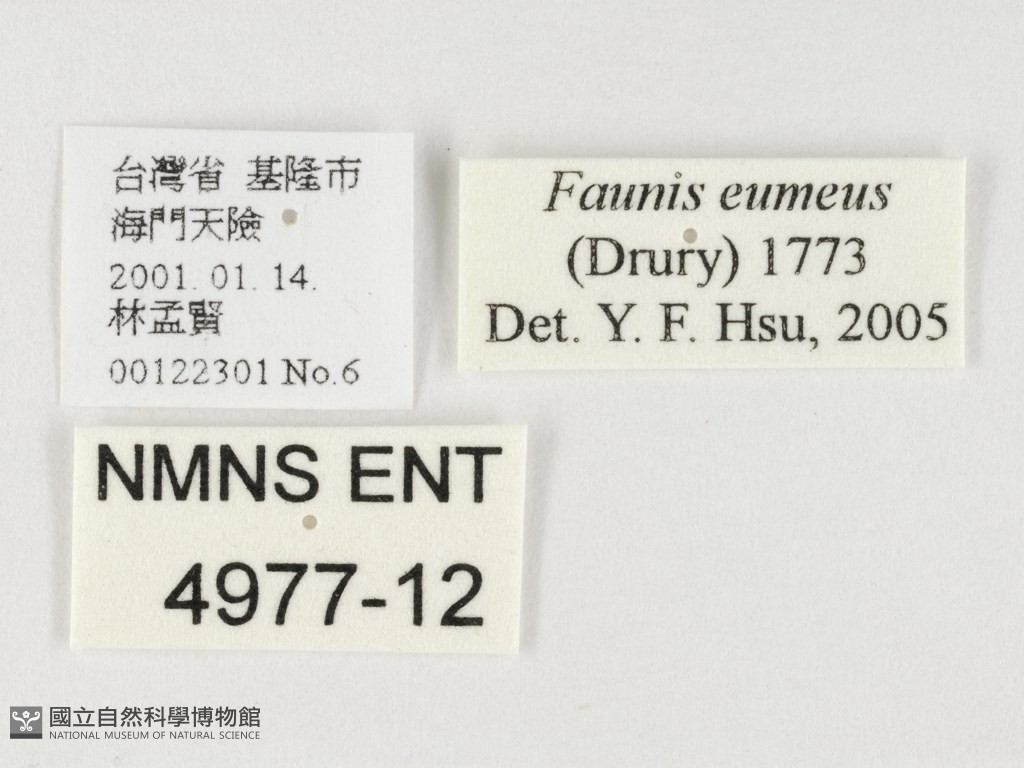 台灣省 基隆市
海門天險
2001. 01. 14.
林孟賢
00122301 No.6
Faunis eumeus
(Drury) 1773
Det. Y. F. Hsu, 2005
NMNS ENT
4977-12
國立自然科學博物館
NATIONAL MUSEUM OF NATURAL SCIENCE